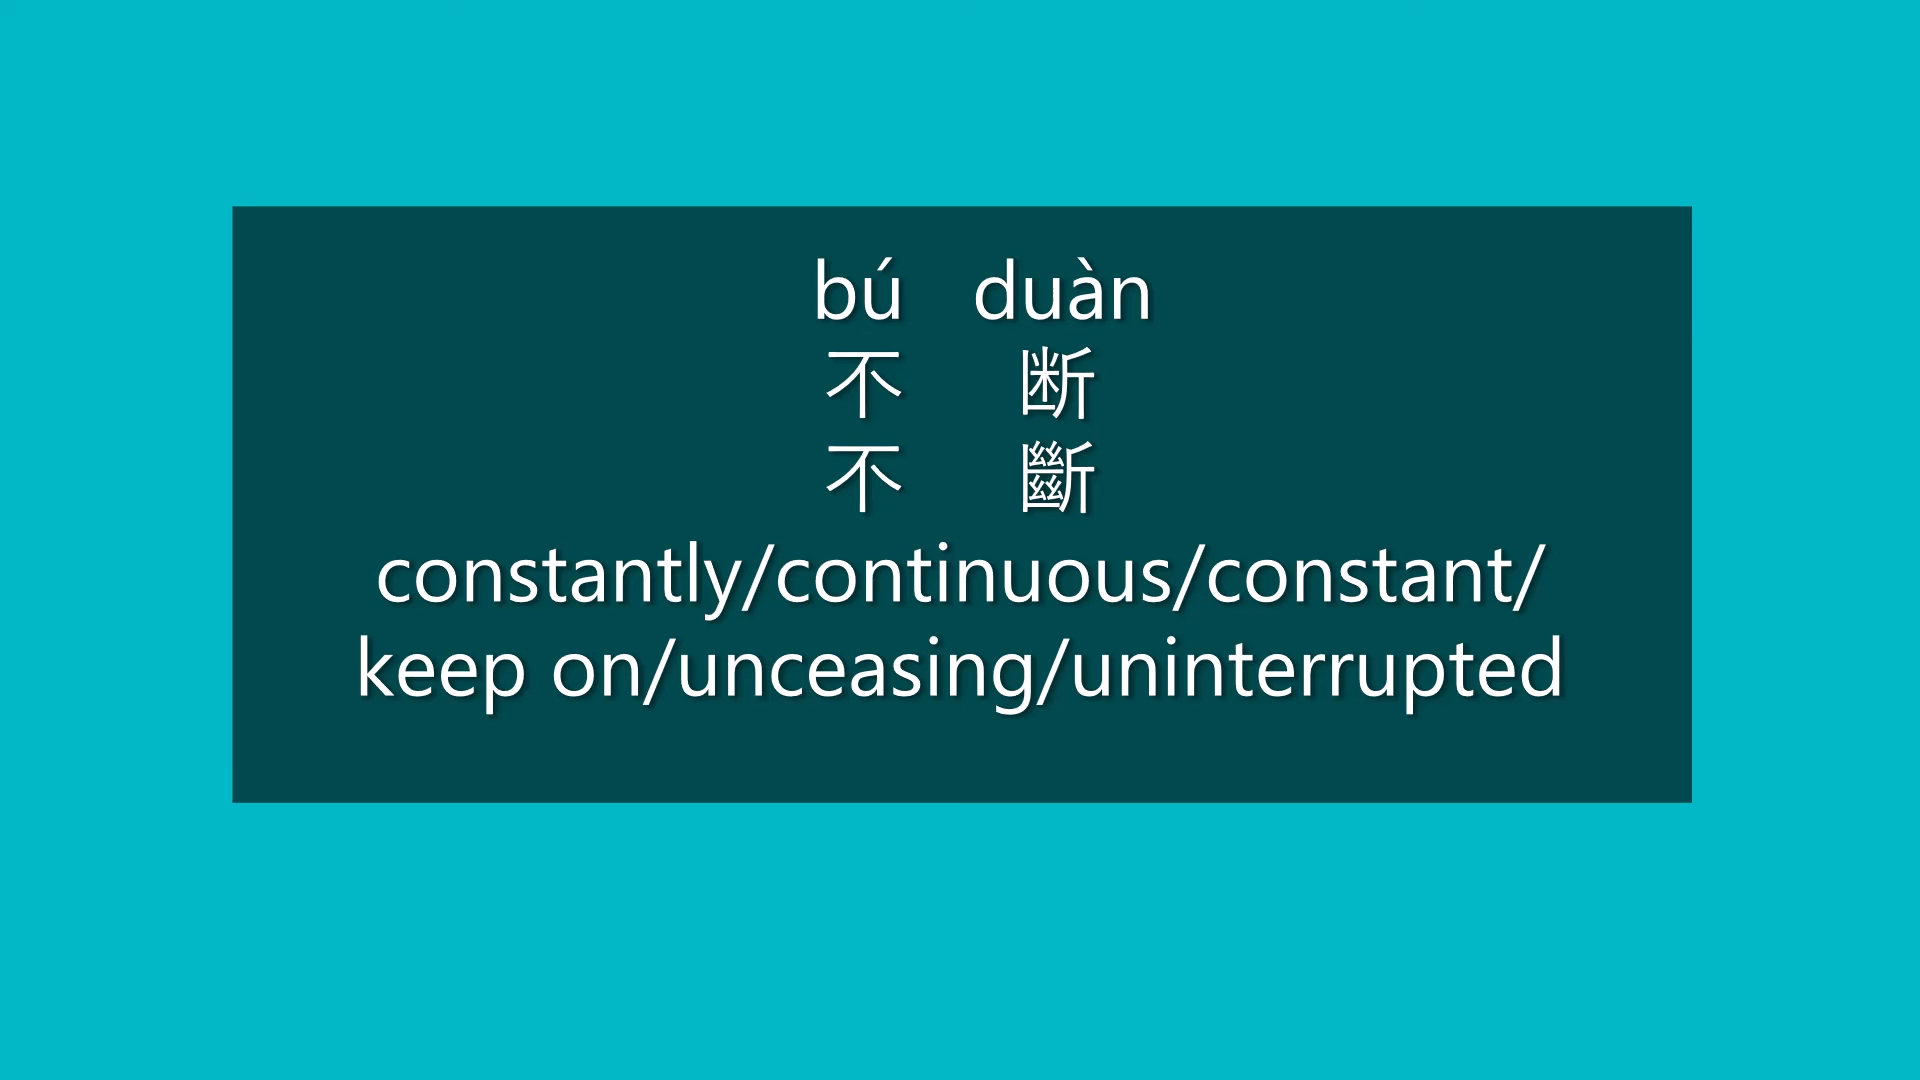 bú duàn
不 断
不 斷
constantly/continuous/constant/
keep on/unceasing/uninterrupted